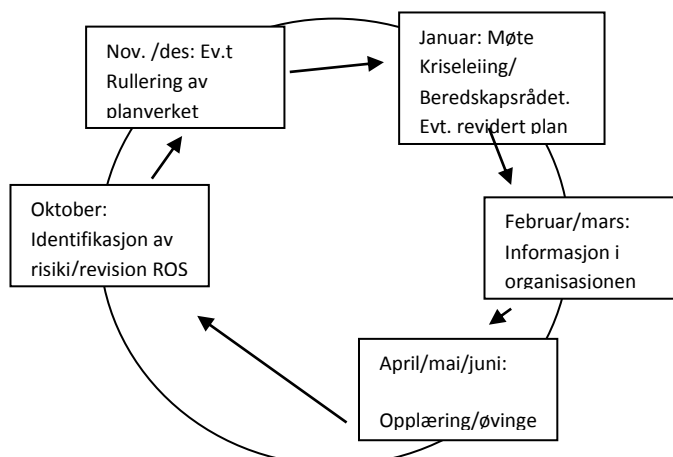 Nov. /des: Ev.t
Rullering av
planverket
Januar: Møte
Kriseleiing/
Beredskapsrådet.
Evt. revidert plan
Februar/mars:
Informasjon i
organisasjonen
April/mai/juni:
Opplæring/øvinge
Oktober:
Identifikasjon av
risiki/revision ROS